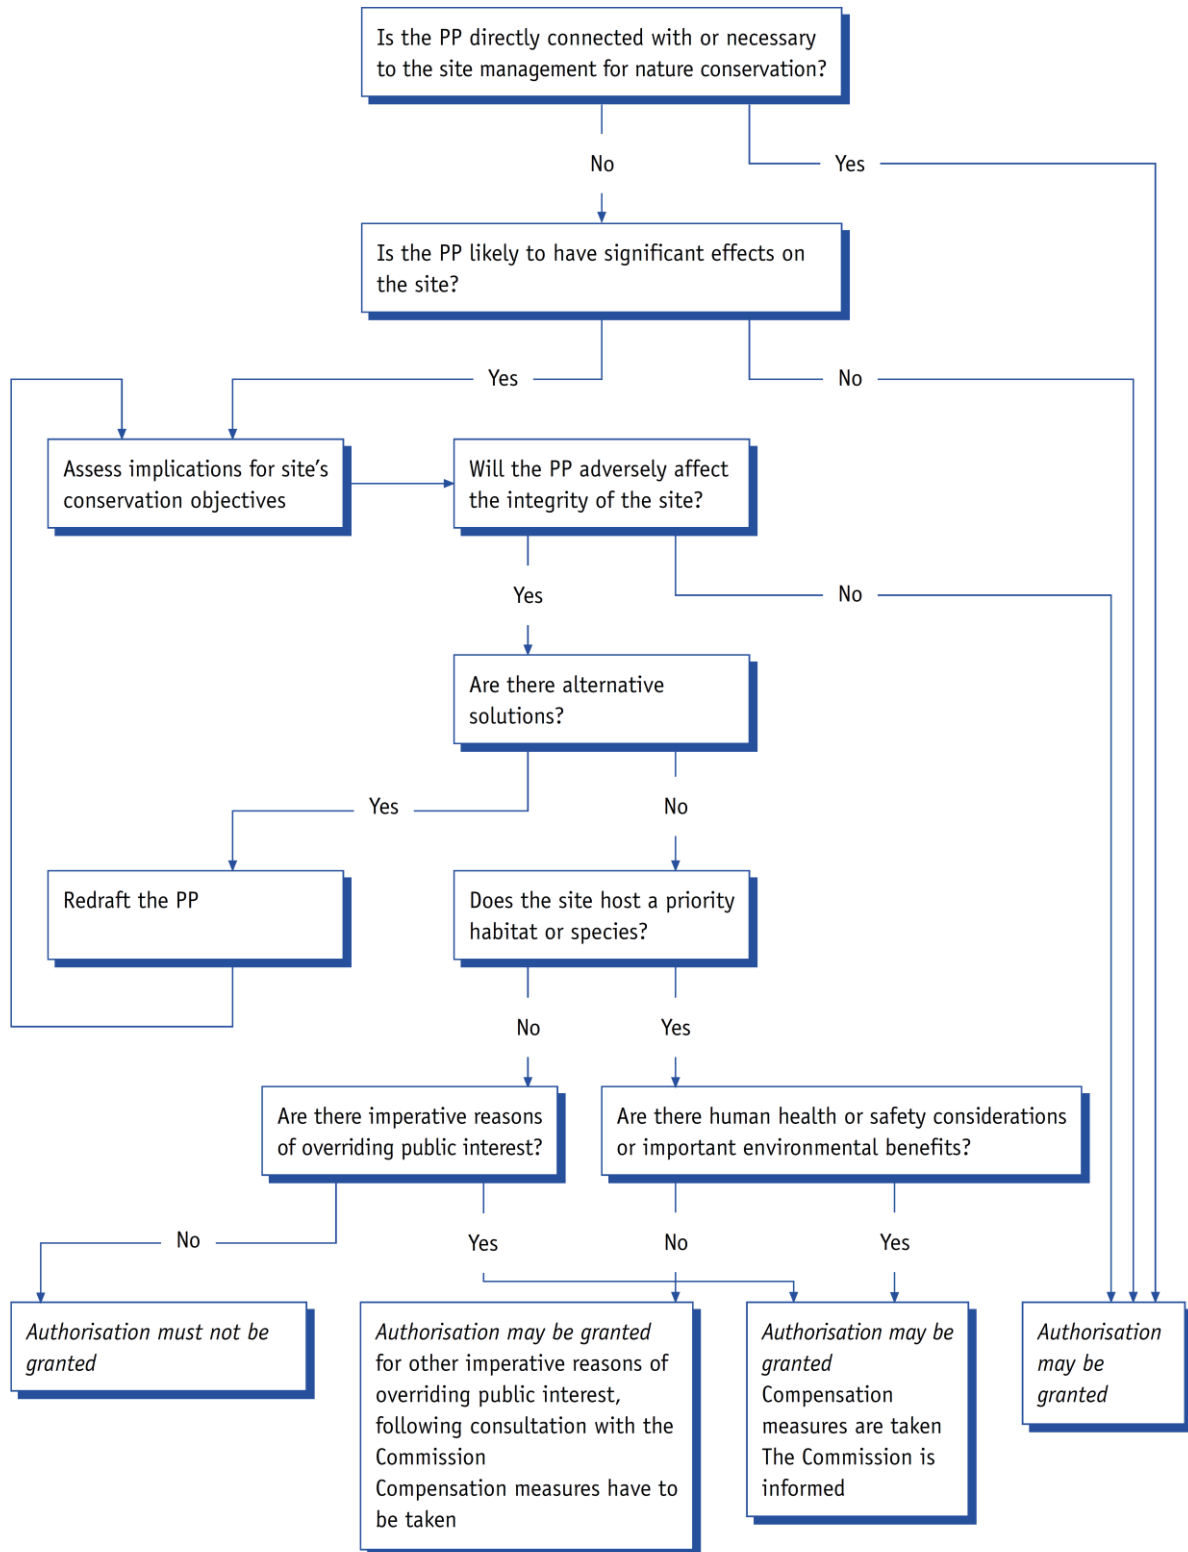 Is the PP directly connected with or necessary
to the site management for nature conservation?
No
Yes
Is the PP likely to have significant effects on
the site?
Yes
No
Assess implications for site's
conservation objectives
Will the PP adversely affect
the integrity of the site?
Yes
No
Are there alternative
solutions?
Yes
No
Redraft the PP
Does the site host a priority
habitat or species?
No
Yes
Are there imperative reasons
of overriding public interest?
Are there human health or safety considerations
or important environmental benefits?
No
Yes
No
Yes
Authorisation must not be
granted
Authorisation may be granted
for other imperative reasons of
overriding public interest,
following consultation with the
Commission
Compensation measures have to
be taken
Authorisation may be
granted
Compensation
measures are taken
The Commission is
informed
Authorisation
may be
granted